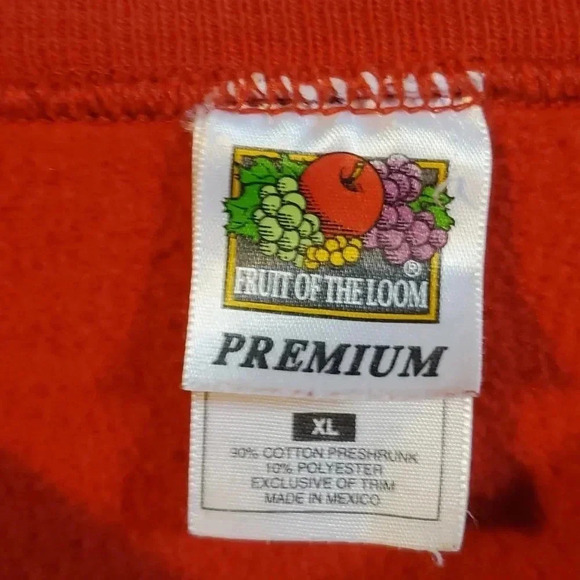 ®
FRUIT OF THE LOOM
PREMIUM
XL
90% COTTON PRESHRUNK
10% POLYESTER
EXCLUSIVE OF TRIM
MADE IN MEXICO